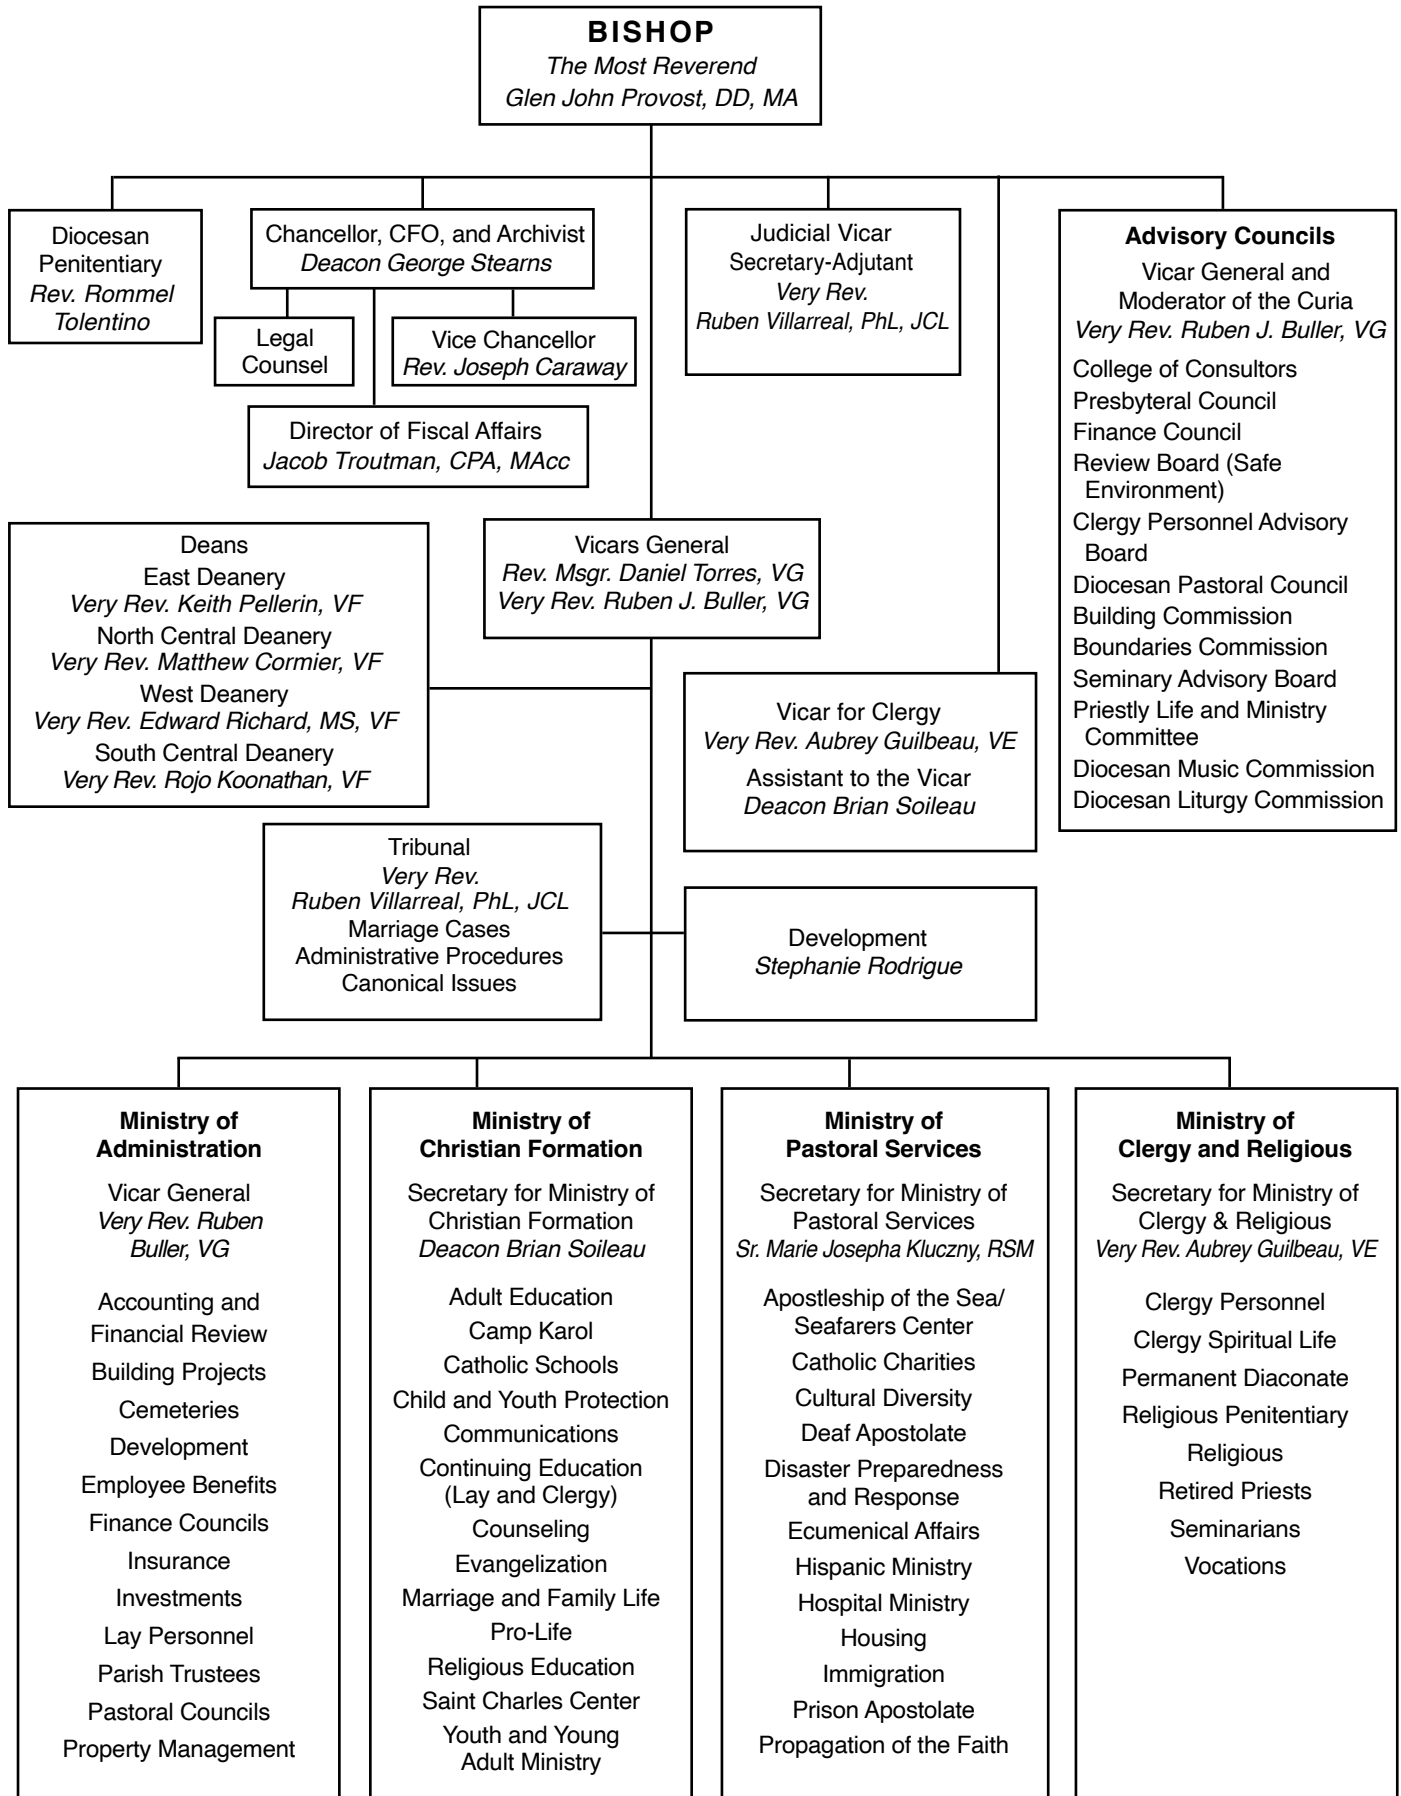 BISHOP
The Most Reverend
Glen John Provost, DD, MA
Diocesan
Penitentiary
Rev. Rommel
Tolentino
Chancellor, CFO, and Archivist
Deacon George Stearns
Legal
Counsel
Vice Chancellor
Rev. Joseph Caraway
Director of Fiscal Affairs
Jacob Troutman, CPA, MAcc
Judicial Vicar
Secretary-Adjutant
Very Rev.
Ruben Villarreal, PhL, JCL
Advisory Councils
Vicar General and
Moderator of the Curia
Very Rev. Ruben J. Buller, VG
College of Consultors
Presbyteral Council
Finance Council
Review Board (Safe
Environment)
Clergy Personnel Advisory
Board
Diocesan Pastoral Council
Building Commission
Boundaries Commission
Seminary Advisory Board
Priestly Life and Ministry
Committee
Diocesan Music Commission
Diocesan Liturgy Commission
Deans
East Deanery
Very Rev. Keith Pellerin, VF
North Central Deanery
Very Rev. Matthew Cormier, VF
West Deanery
Very Rev. Edward Richard, MS, VF
South Central Deanery
Very Rev. Rojo Koonathan, VF
Vicars General
Rev. Msgr. Daniel Torres, VG
Very Rev. Ruben J. Buller, VG
Vicar for Clergy
Very Rev. Aubrey Guilbeau, VE
Assistant to the Vicar
Deacon Brian Soileau
Tribunal
Very Rev.
Ruben Villarreal, PhL, JCL
Marriage Cases
Administrative Procedures
Canonical Issues
Development
Stephanie Rodrigue
Ministry of
Administration
Vicar General
Very Rev. Ruben
Buller, VG
Accounting and
Financial Review
Building Projects
Cemeteries
Development
Employee Benefits
Finance Councils
Insurance
Investments
Lay Personnel
Parish Trustees
Pastoral Councils
Property Management
Ministry of
Christian Formation
Secretary for Ministry of
Christian Formation
Deacon Brian Soileau
Adult Education
Camp Karol
Catholic Schools
Child and Youth Protection
Communications
Continuing Education
(Lay and Clergy)
Counseling
Evangelization
Marriage and Family Life
Pro-Life
Religious Education
Saint Charles Center
Youth and Young
Adult Ministry
Ministry of
Pastoral Services
Secretary for Ministry of
Pastoral Services
Sr. Marie Josepha Kluczny, RSM
Apostleship of the Sea/
Seafarers Center
Catholic Charities
Cultural Diversity
Deaf Apostolate
Disaster Preparedness
and Response
Ecumenical Affairs
Hispanic Ministry
Hospital Ministry
Housing
Immigration
Prison Apostolate
Propagation of the Faith
Ministry of
Clergy and Religious
Secretary for Ministry of
Clergy & Religious
Very Rev. Aubrey Guilbeau, VE
Clergy Personnel
Clergy Spiritual Life
Permanent Diaconate
Religious Penitentiary
Religious
Retired Priests
Seminarians
Vocations